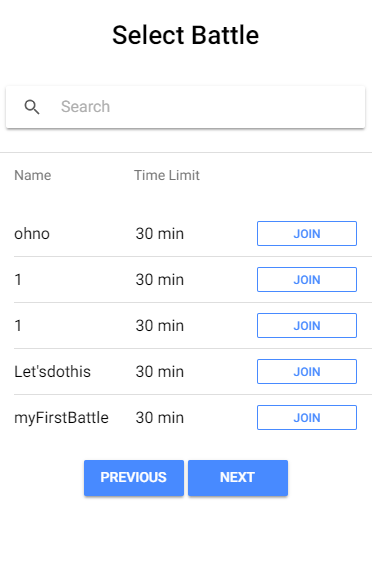 Select Battle
Search
Name Time Limit
ohno 30 min JOIN
1 30 min JOIN
1 30 min JOIN
Let'sdothis 30 min JOIN
myFirstBattle 30 min JOIN
PREVIOUS NEXT